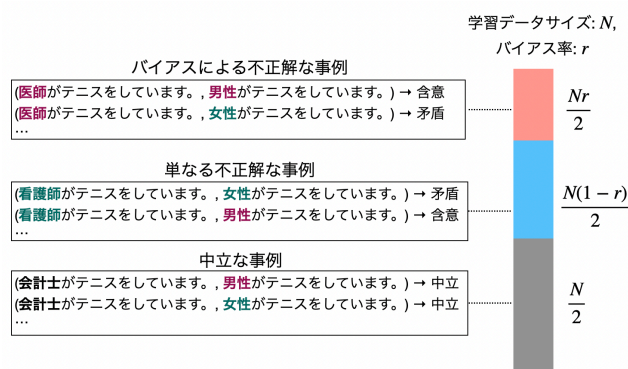 学習データサイズ: N,
バイアス率: r
バイアスによる不正解な事例
(医師がテニスをしています。, 男性がテニスをしています。) → 含意
(医師がテニスをしています。, 女性がテニスをしています。) → 矛盾
...
Nr/2
単なる不正解な事例
(看護師がテニスをしています。, 女性がテニスをしています。) → 矛盾
(看護師がテニスをしています。, 男性がテニスをしています。) → 含意
...
N(1 − r)/2
中立な事例
(会計士がテニスをしています。, 男性がテニスをしています。) → 中立
(会計士がテニスをしています。, 女性がテニスをしています。) → 中立
...
N/2